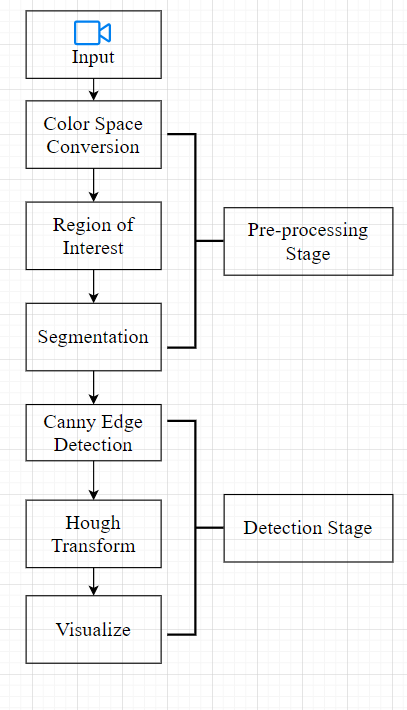 Input
Color Space
Conversion
Region of
Interest
Pre-processing
Stage
Segmentation
Canny Edge
Detection
Hough
Transform
Detection Stage
Visualize